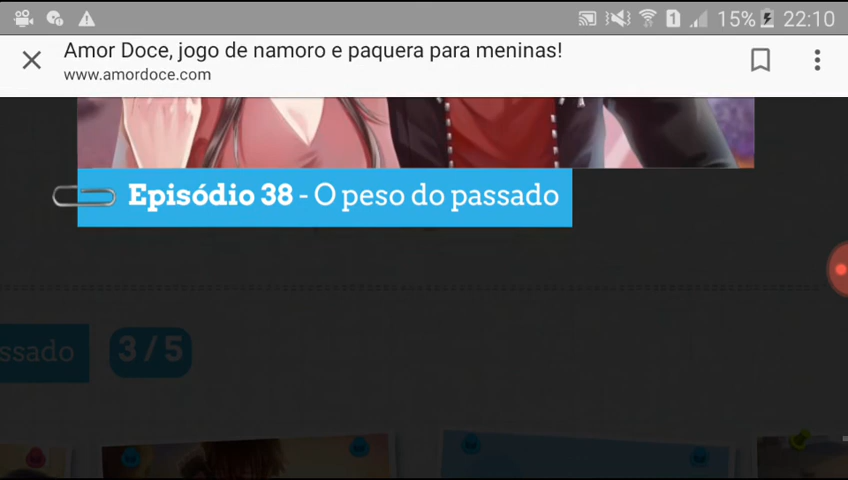 1 15% 22:10
Amor Doce, jogo de namoro e paquera para meninas!
www.amordoce.com
Episódio 38 - O peso do passado
ssado 3 / 5